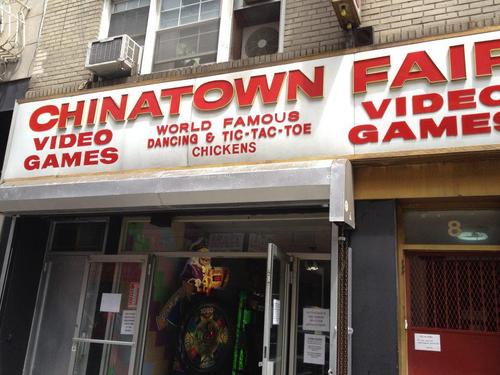 CHINATOWN FAIR
VIDEO
GAMES
WORLD FAMOUS
DANCING & TIC-TAC-TOE
CHICKENS
VIDEO
GAMES
8